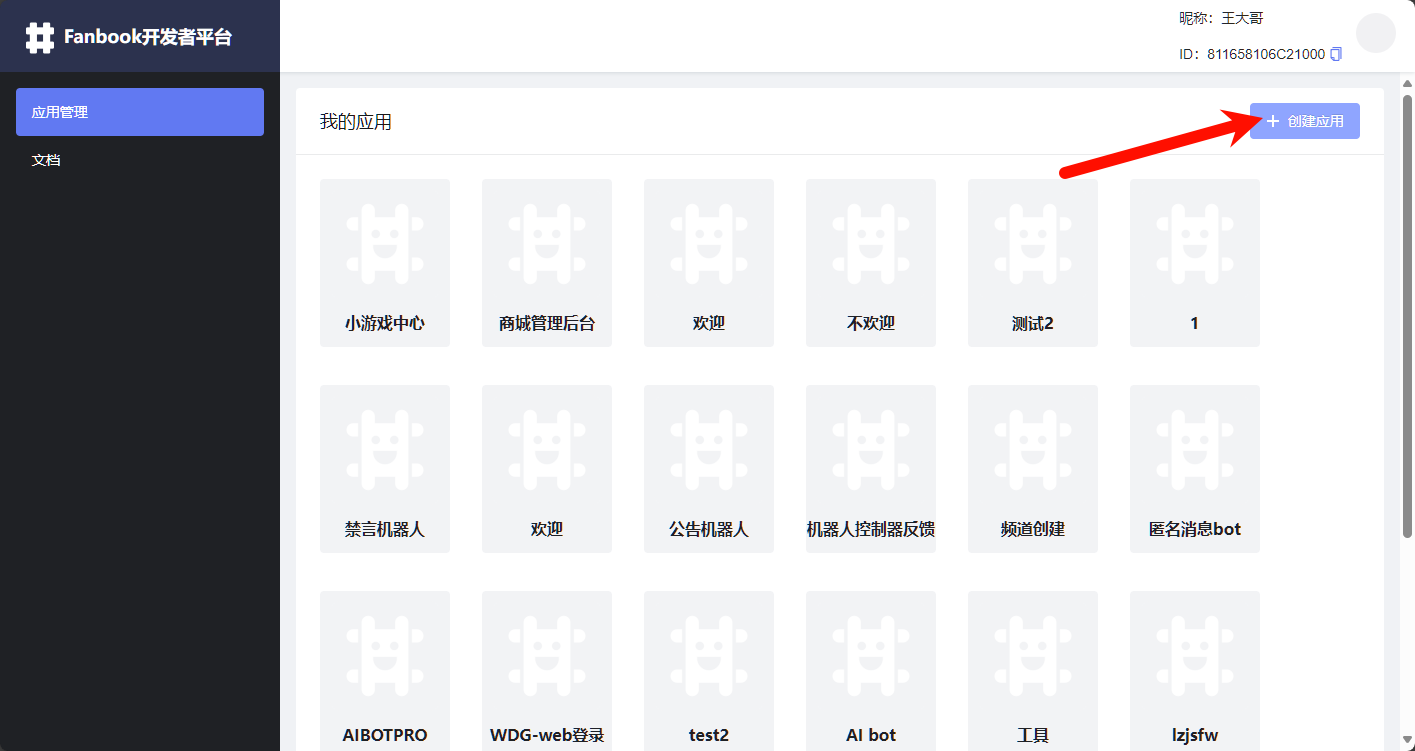 Fanbook开发者平台
昵称：王大哥
ID：811658106C21000
应用管理
文档
我的应用
创建应用
小游戏中心
商城管理后台
欢迎
不欢迎
测试2
1
禁言机器人
欢迎
公告机器人
机器人控制器反馈
频道创建
匿名消息bot
AIBOTPRO
WDG-web登录
test2
AI bot
工具
lzjsfw